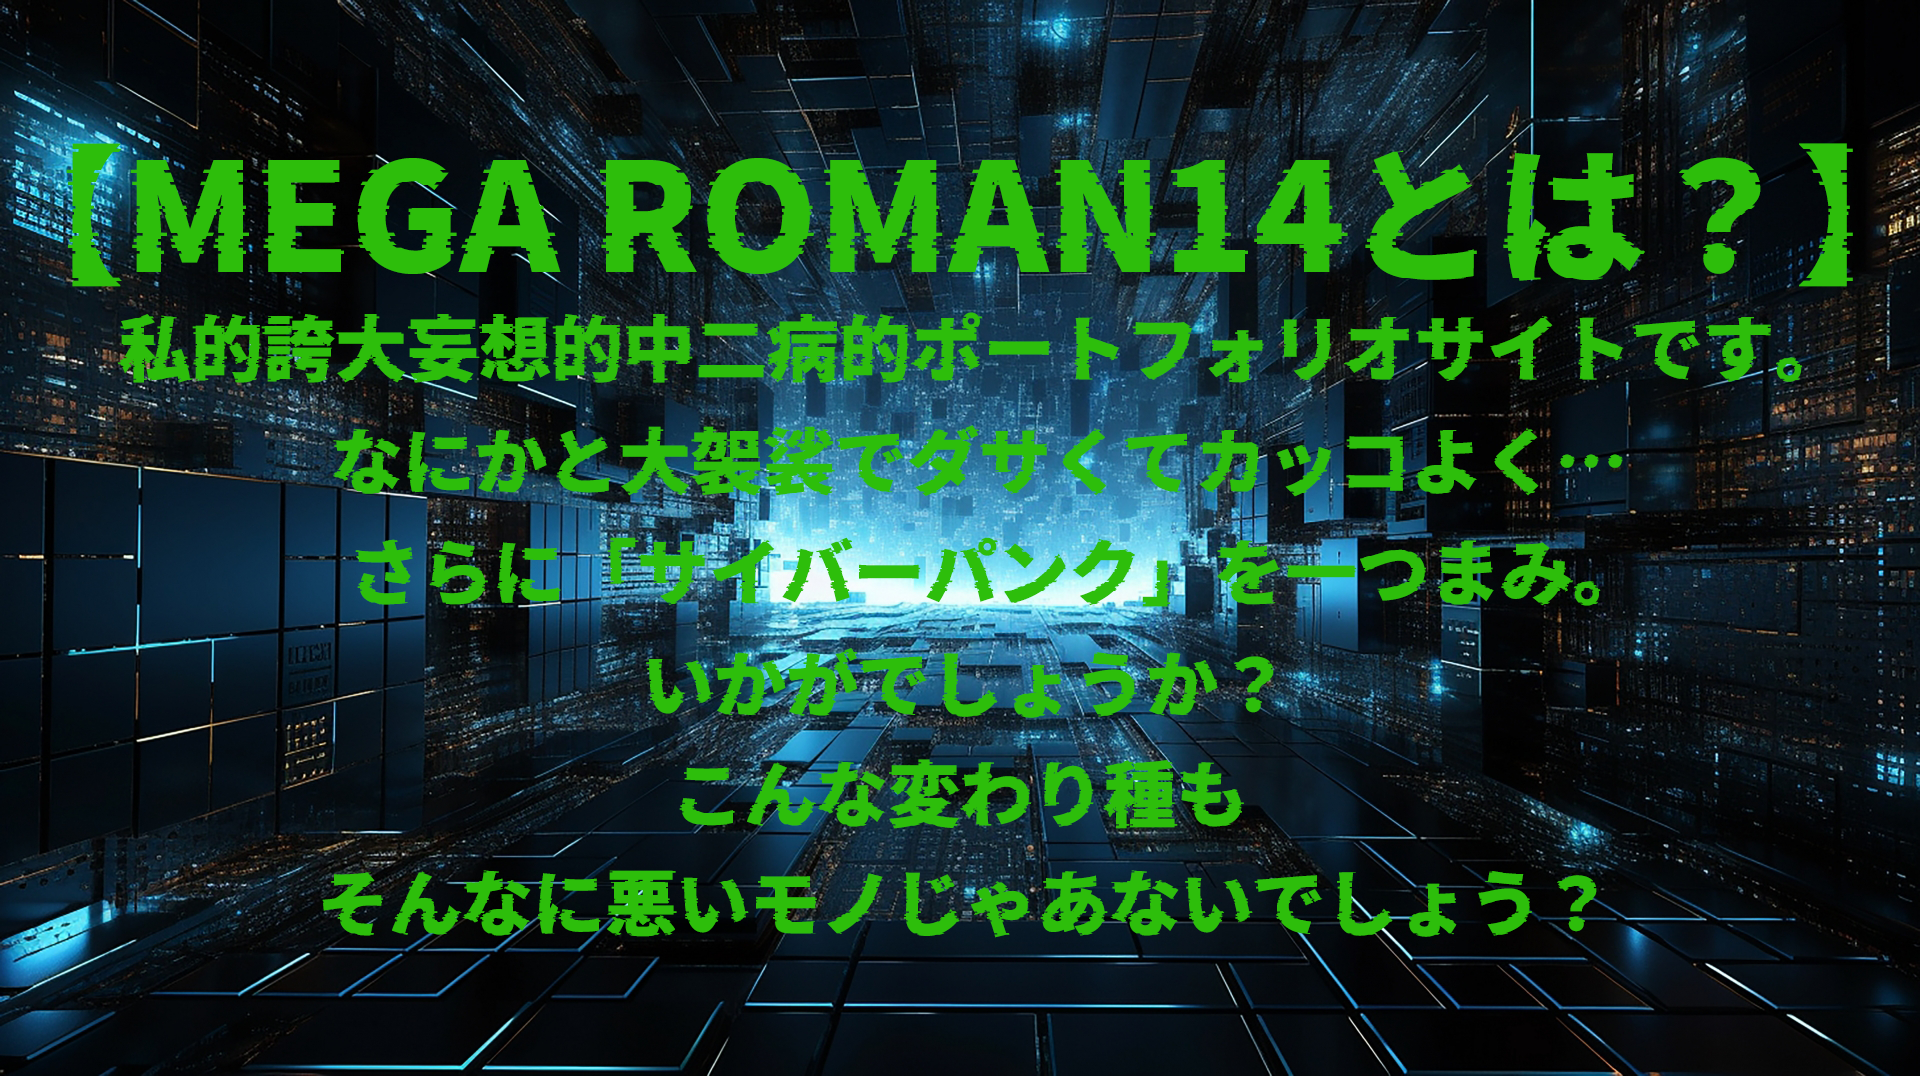 【MEGA ROMAN14とは？】
私的誇大妄想的中二病的ポートフォリオサイトです。
なにかと大袈裟でダサくてカッコよく…
さらに「サイバーパンク」を一つまみ。
いかがでしょうか？
こんな変わり種も
そんなに悪いモノじゃあないでしょう？